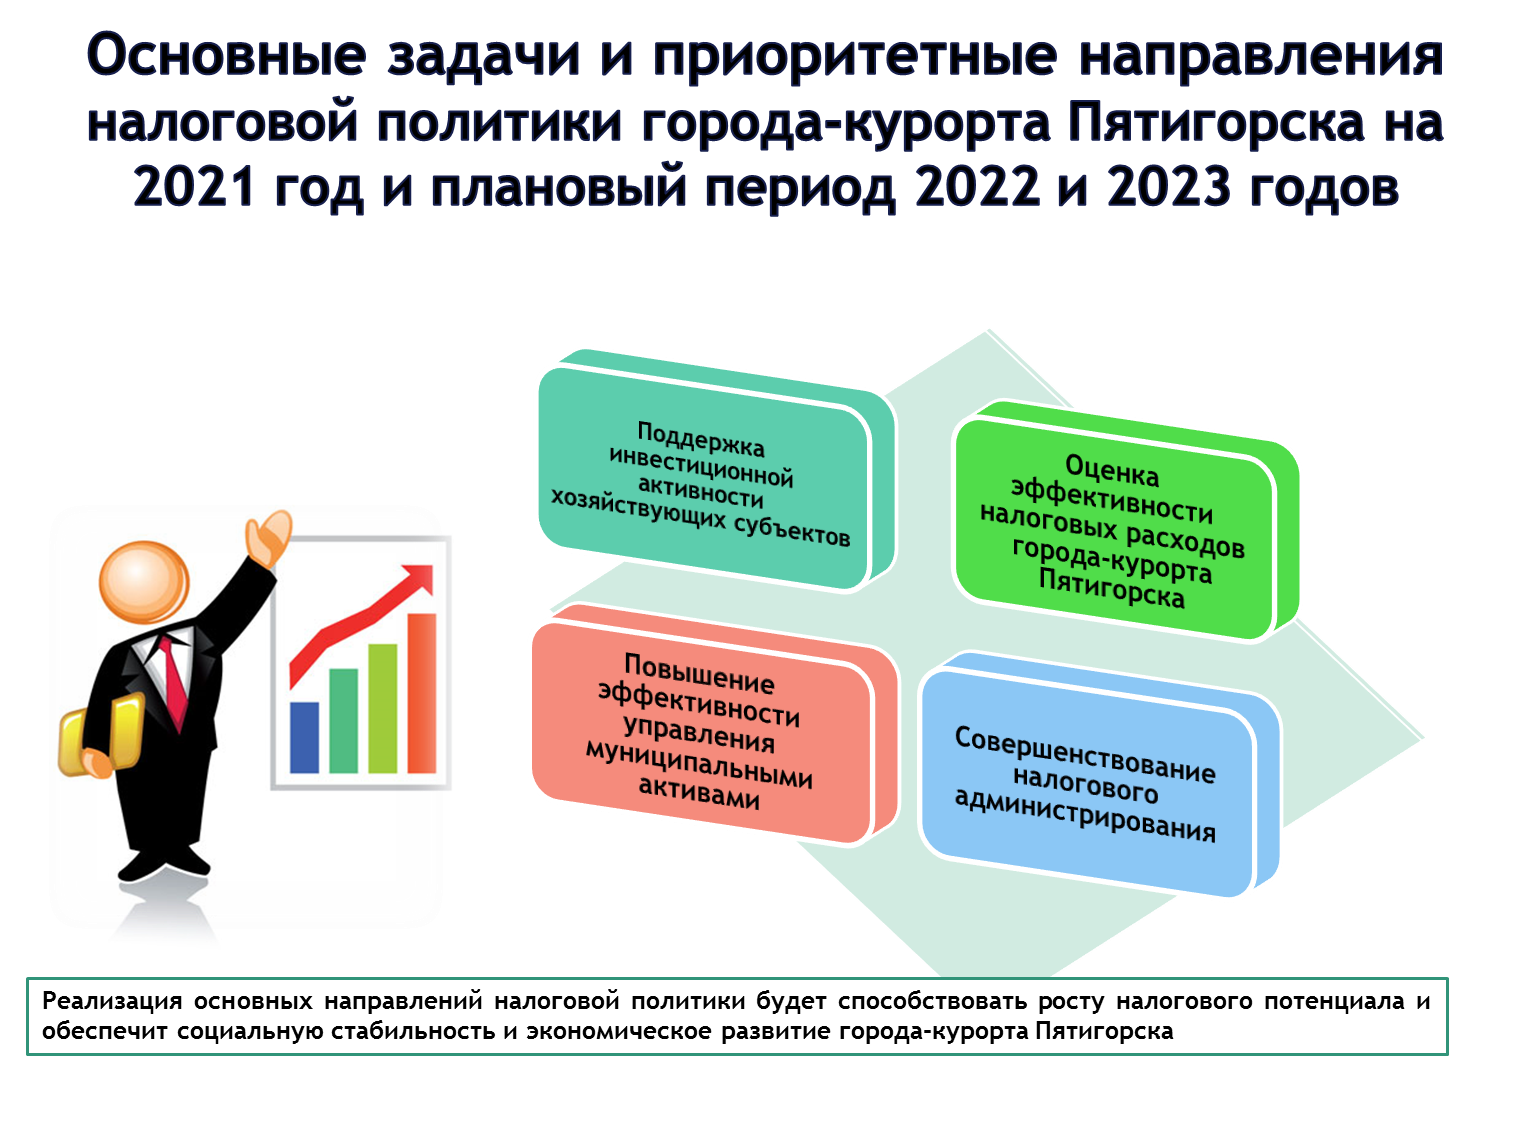 Основные задачи и приоритетные направления
налоговой политики города-курорта Пятигорска на
2021 год и плановый период 2022 и 2023 годов
Поддержка
инвестиционной
активности
хозяйствующих субъектов
Оценка
эффективности
налоговых расходов
города-курорта
Пятигорска
Повышение
эффективности
управления
муниципальными
активами
Совершенствование
налогового
администрирования
Реализация основных направлений налоговой политики будет способствовать росту налогового потенциала и
обеспечит социальную стабильность и экономическое развитие города-курорта Пятигорска